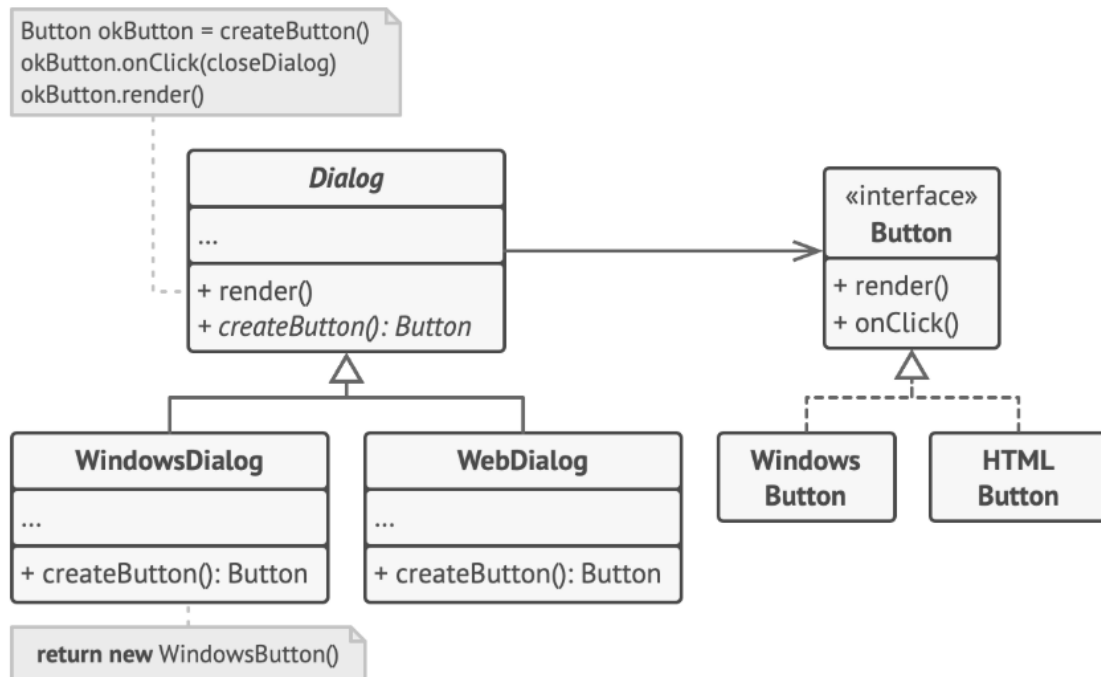 Button okButton = createButton()
okButton.onClick(closeDialog)
okButton.render()
Dialog
...
+ render()
+ createButton(): Button
«interface»
Button
+ render()
+ onClick()
WindowsDialog
...
+ createButton(): Button
WebDialog
...
+ createButton(): Button
Windows
Button
HTML
Button
return new WindowsButton()